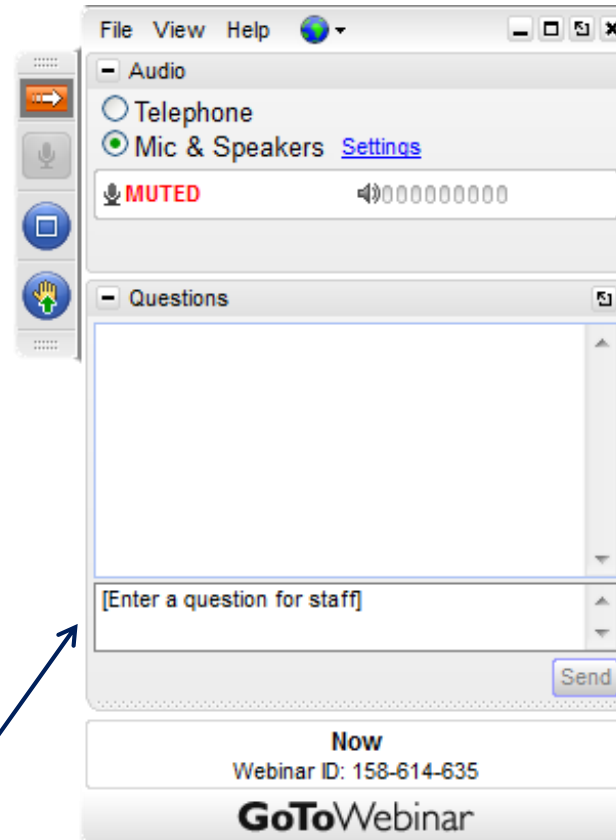 File View Help
Audio
Telephone
Mic & Speakers Settings
MUTED 000000000
Questions
[Enter a question for staff]
Send
Now
Webinar ID: 158-614-635
GoToWebinar